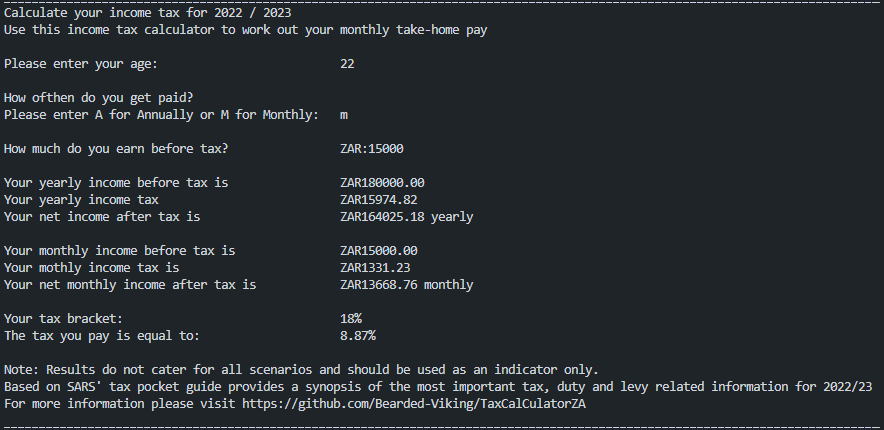 Calculate your income tax for 2022 / 2023
Use this income tax calculator to work out your monthly take-home pay
Please enter your age: 22
How ofthen do you get paid?
Please enter A for Annually or M for Monthly: m
How much do you earn before tax? ZAR:15000
Your yearly income before tax is ZAR180000.00
Your yearly income tax ZAR15974.82
Your net income after tax is ZAR164025.18 yearly
Your monthly income before tax is ZAR15000.00
Your mothly income tax is ZAR1331.23
Your net monthly income after tax is ZAR13668.76 monthly
Your tax bracket: 18%
The tax you pay is equal to: 8.87%
Note: Results do not cater for all scenarios and should be used as an indicator only.
Based on SARS' tax pocket guide provides a synopsis of the most important tax, duty and levy related information for 2022/23
For more information please visit https://github.com/Bearded-Viking/TaxCalCulatorZA